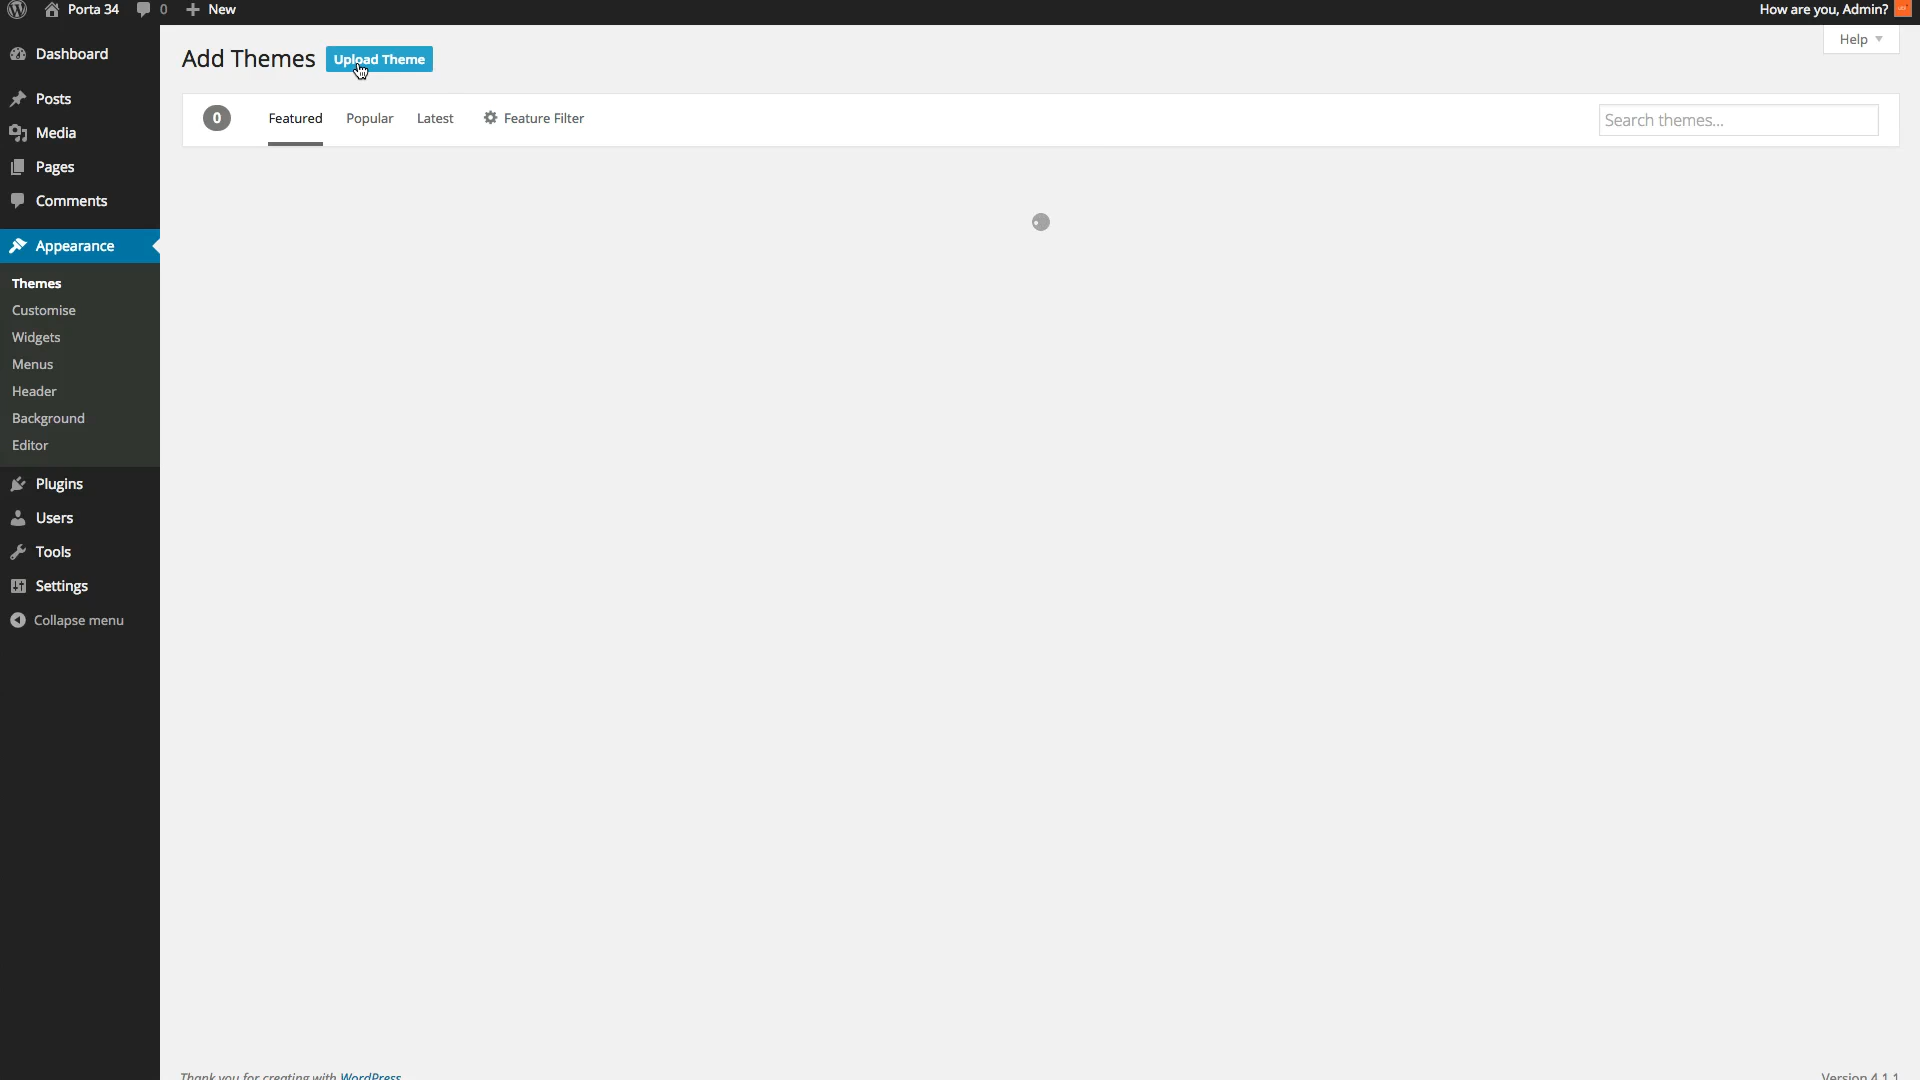 Porta 34 0 New How are you, Admin?
Help
Add Themes Upload Theme
0 Featured Popular Latest Feature Filter Search themes...
Dashboard
Posts
Media
Pages
Comments
Appearance
Themes
Customise
Widgets
Menus
Header
Background
Editor
Plugins
Users
Tools
Settings
Collapse menu
Thank you for creating with WordPress Version 4.1.1